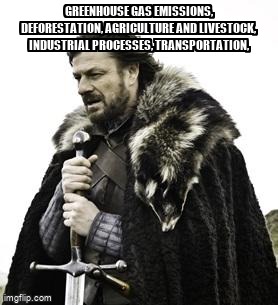 GREENHOUSE GAS EMISSIONS,
DEFORESTATION, AGRICULTURE AND LIVESTOCK,
INDUSTRIAL PROCESSES, TRANSPORTATION,
imgflip.com